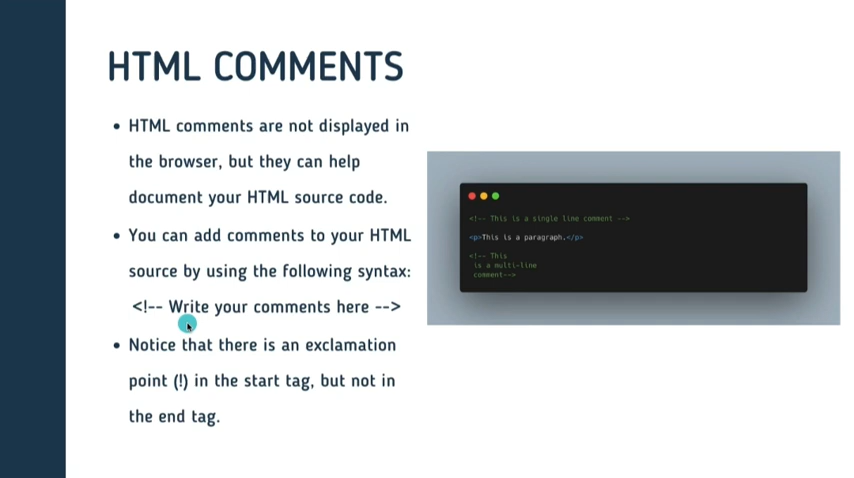 HTML COMMENTS
• HTML comments are not displayed in
the browser, but they can help
document your HTML source code.
• You can add comments to your HTML
source by using the following syntax:
<!-- Write your comments here -->
• Notice that there is an exclamation
point (!) in the start tag, but not in
the end tag.
<!-- This is a single line comment -->
<p>This is a paragraph.</p>
<!-- This
is a multi-line
comment-->